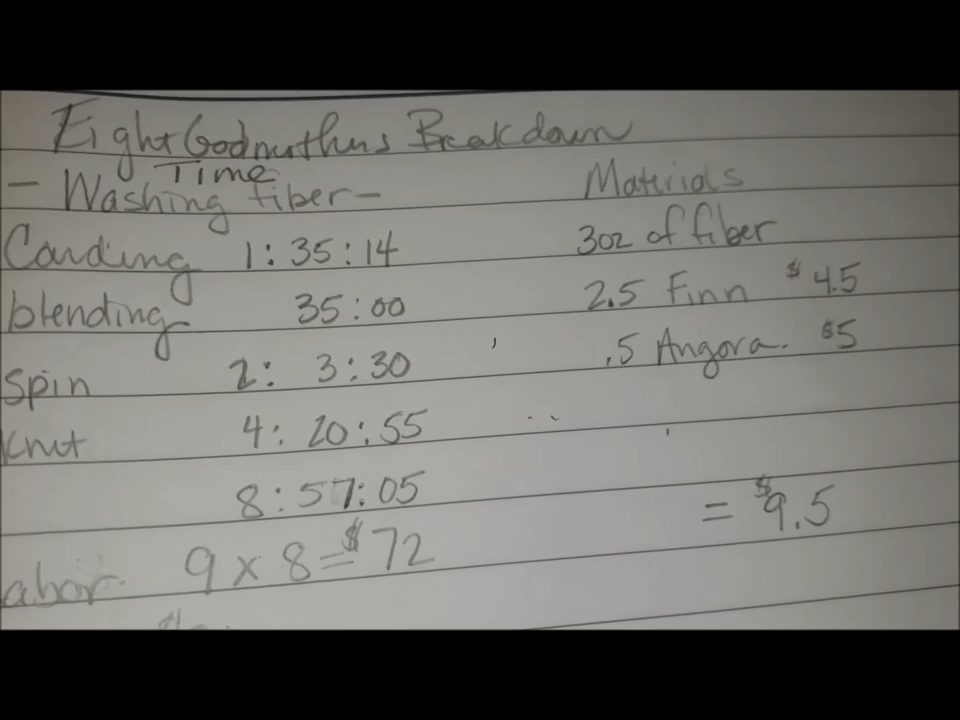 Eight Godmuthers Breakdown
Time
- Washing fiber - Materials
Carding 1:35:14 3oz of fiber
blending 35:00 2.5 Finn $4.5
Spin 2: 3:30 .5 Angora. $5
Knit 4: 20:55
8:57:05 = $9.5
abor. 9 x 8 = $72